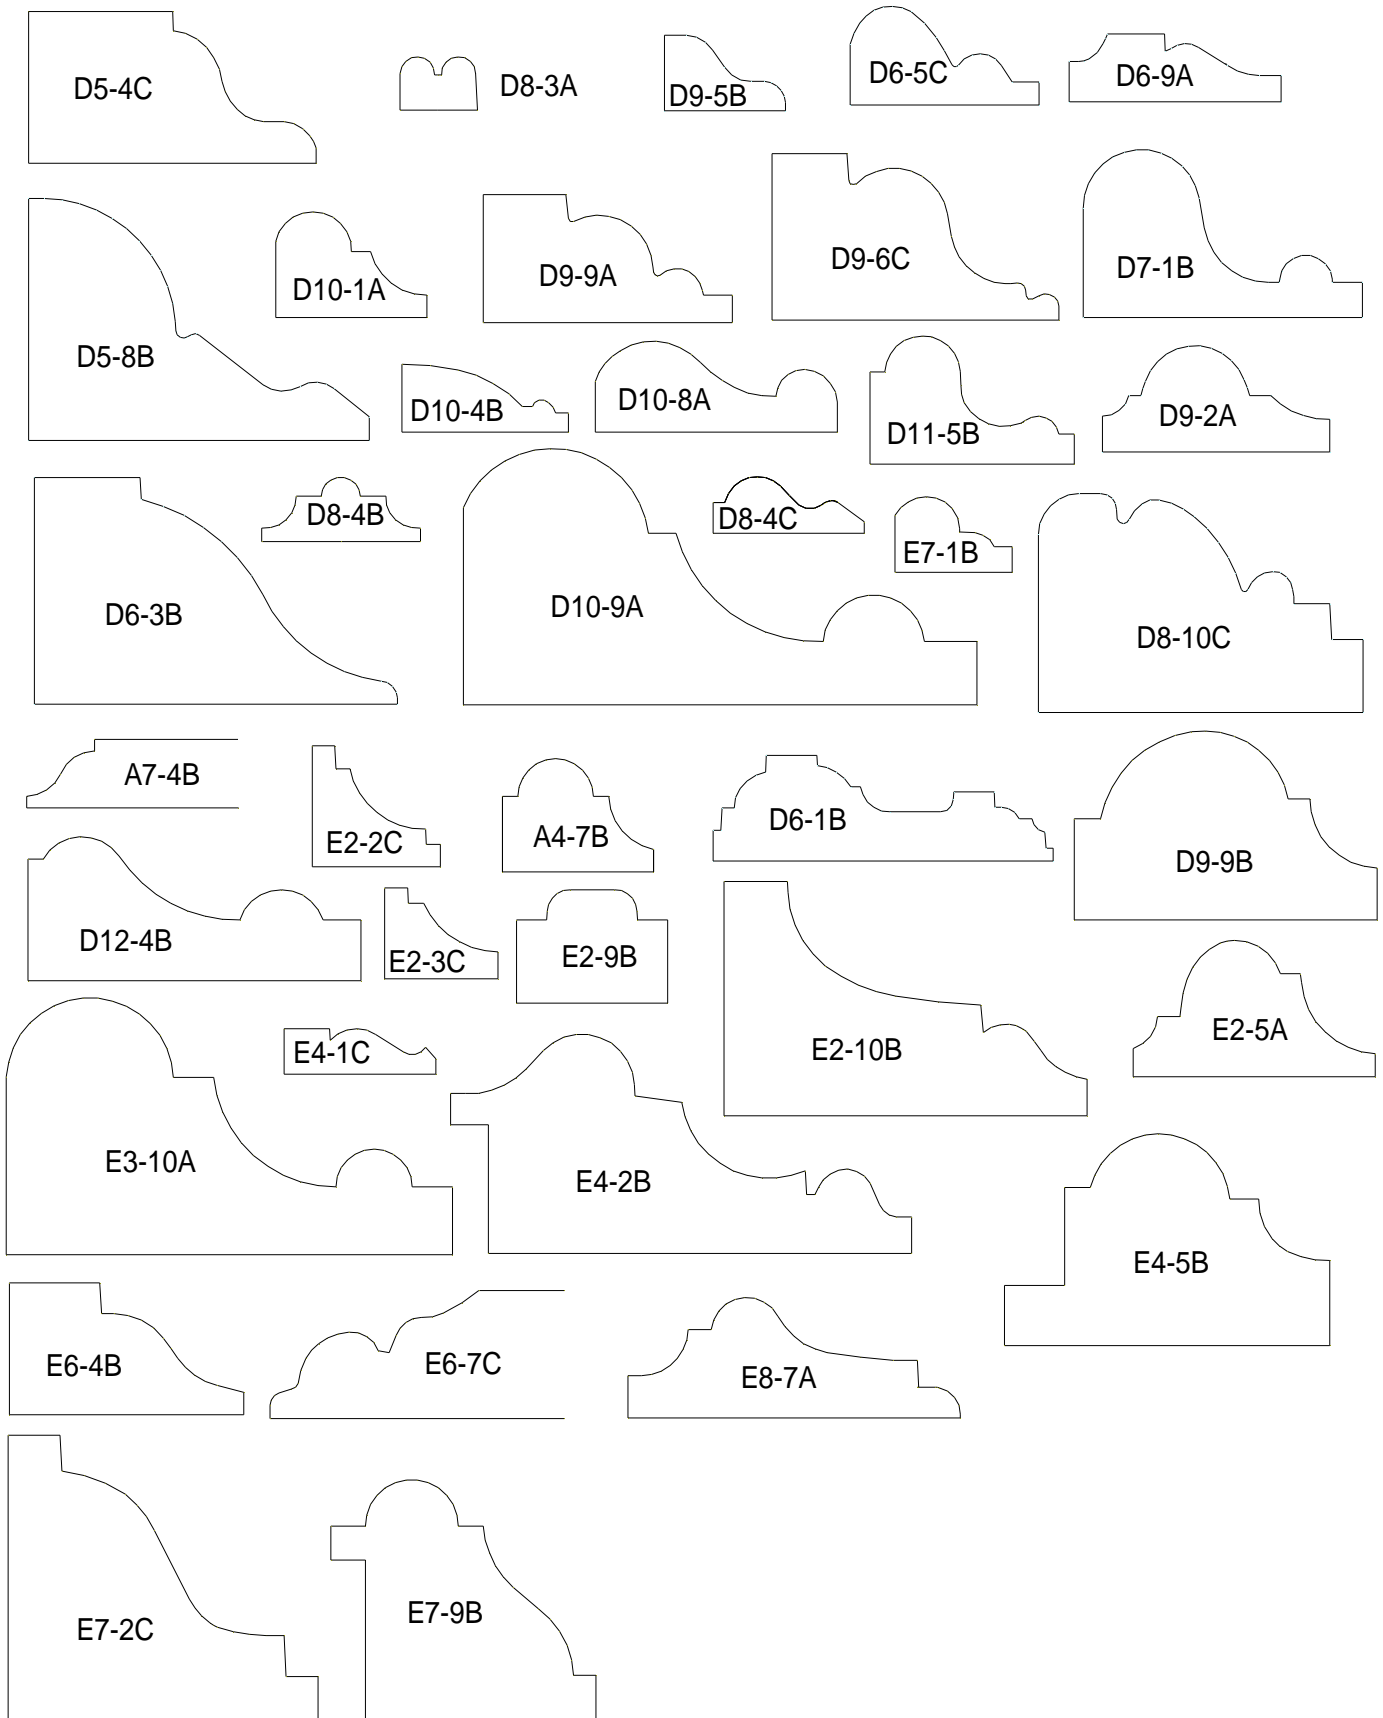 D5-4C
D8-3A
D9-5B
D6-5C
D6-9A
D5-8B
D10-1A
D9-9A
D9-6C
D7-1B
D10-4B
D10-8A
D11-5B
D9-2A
D6-3B
D8-4B
D10-9A
D8-4C
E7-1B
D8-10C
A7-4B
E2-2C
A4-7B
D6-1B
D9-9B
D12-4B
E2-3C
E2-9B
E2-10B
E2-5A
E3-10A
E4-1C
E4-2B
E4-5B
E6-4B
E6-7C
E8-7A
E7-2C
E7-9B